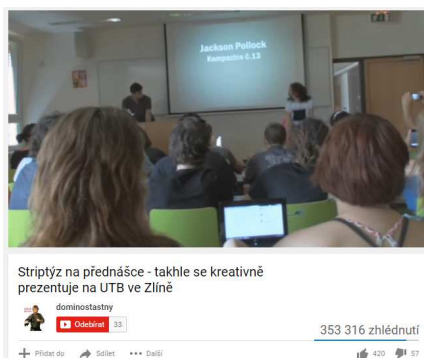 Jackson Pollock
Kompozice č.13
Striptýz na přednášce - takhle se kreativně
prezentuje na UTB ve Zlíně
dominostastny
Odebírat 33
353 316 zhlédnutí
Přidat do Sdílet Další 420 57